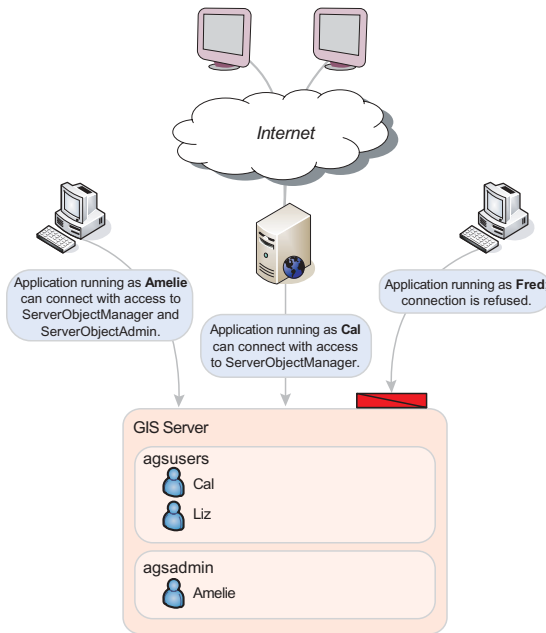 Internet
Application running as Amelie
can connect with access to
ServerObjectManager and
ServerObjectAdmin.
Application running as Cal
can connect with access
to ServerObjectManager.
Application running as Fred:
connection is refused.
GIS Server
agsusers
Cal
Liz
agsadmin
Amelie